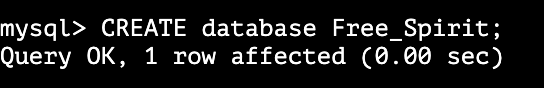 mysql> CREATE database Free_Spirit;
Query OK, 1 row affected (0.00 sec)